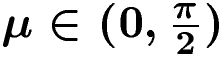 μ ∈ (0, π/2)